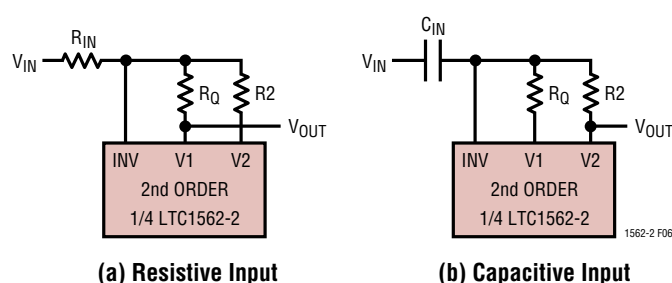 RIN
VIN
RQ
R2
VOUT
INV V1 V2
2nd ORDER
1/4 LTC1562-2
(a) Resistive Input
CIN
VIN
RQ
R2
VOUT
INV V1 V2
2nd ORDER
1/4 LTC1562-2
1562-2 F06
(b) Capacitive Input